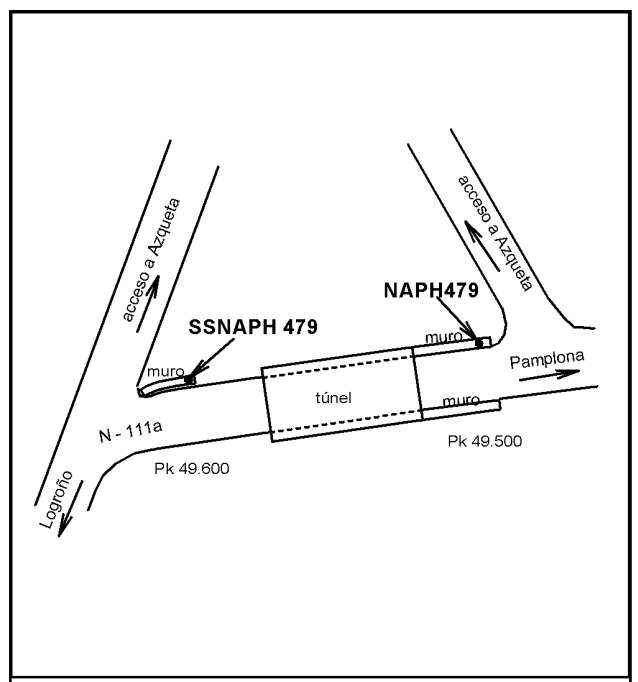 acceso a Azqueta
acceso a Azqueta
NAPH479
SSNAPH 479
muro
muro
Pamplona
túnel
muro
N - 111a
Pk 49.500
Pk 49.600
Logroño